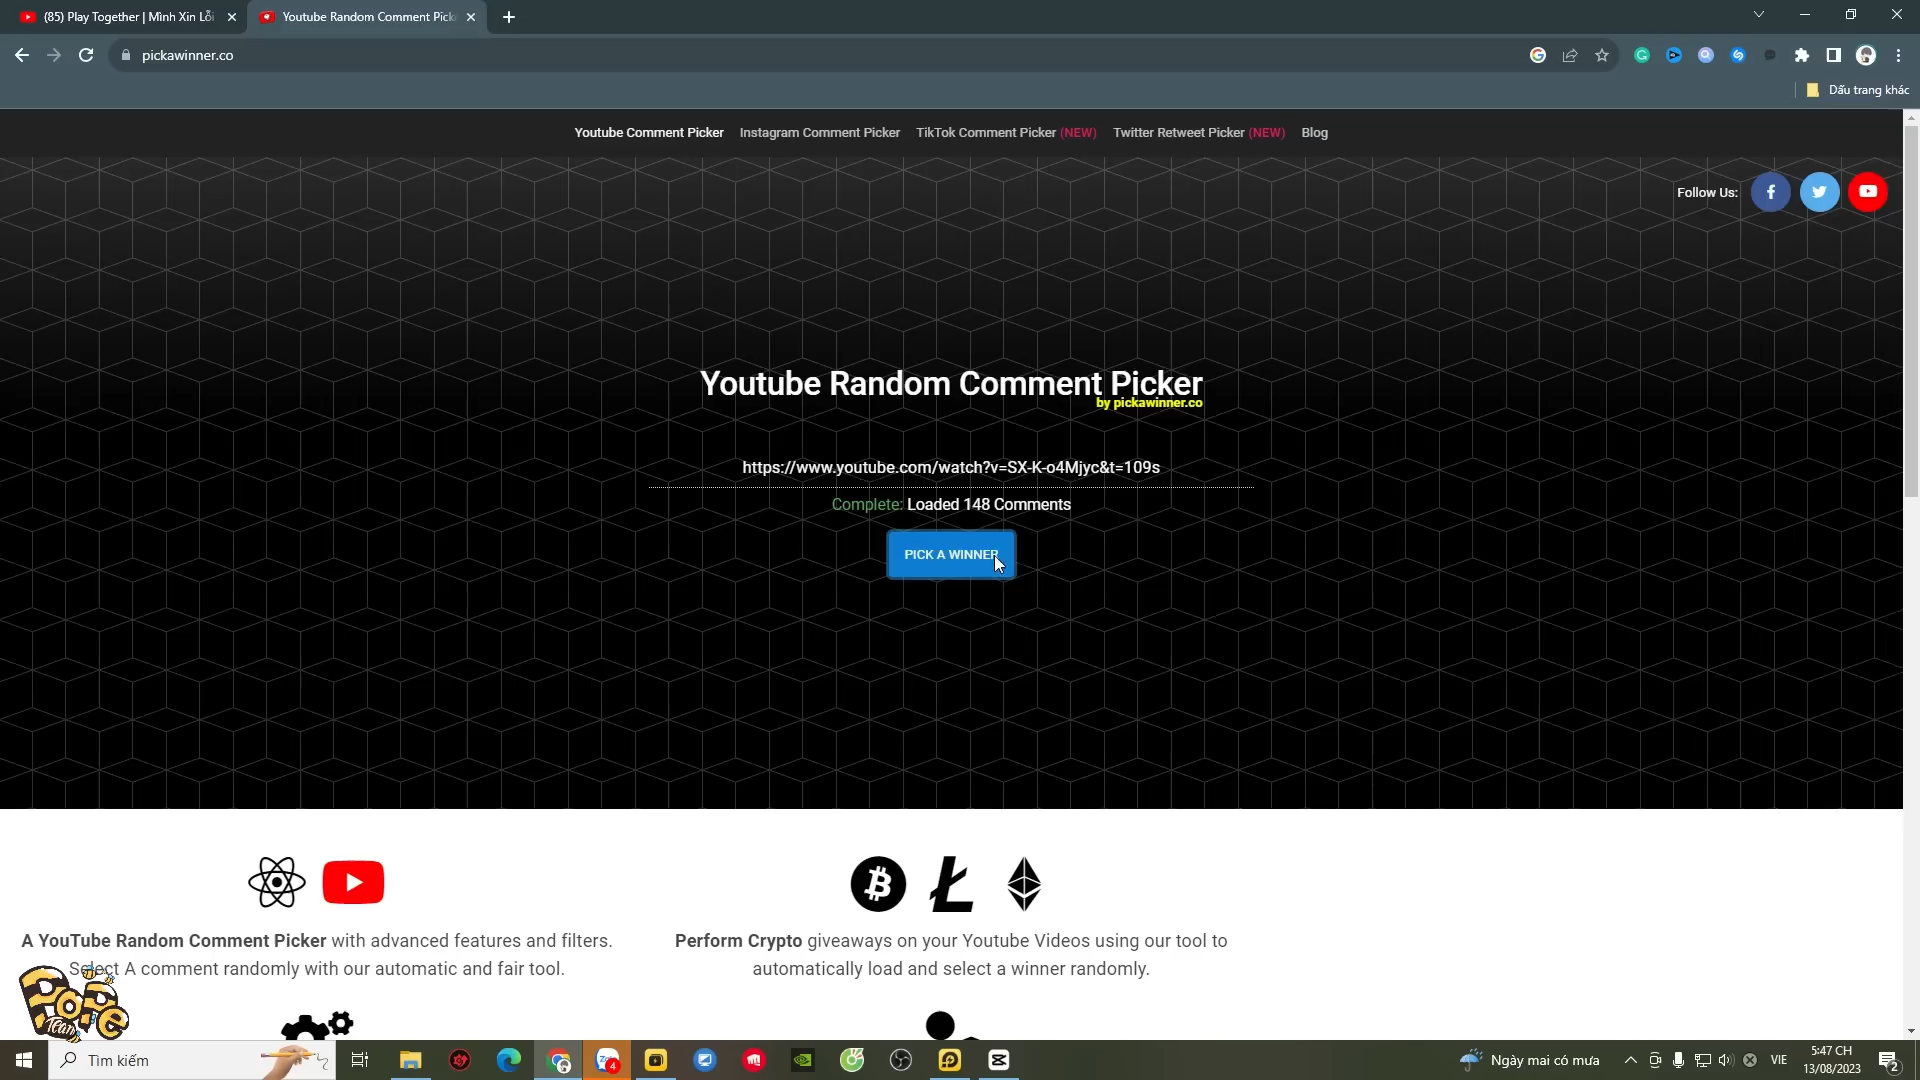 (85) Play Together | Mình Xin Lỗi
Youtube Random Comment Pick
pickawinner.co
Dấu trang khác
Youtube Comment Picker
Instagram Comment Picker
TikTok Comment Picker (NEW)
Twitter Retweet Picker (NEW)
Blog
Follow Us:
Youtube Random Comment Picker
by pickawinner.co
https://www.youtube.com/watch?v=SX-K-o4Mjyc&t=109s
Complete: Loaded 148 Comments
PICK A WINNER
A YouTube Random Comment Picker with advanced features and filters.
Select A comment randomly with our automatic and fair tool.
Perform Crypto giveaways on your Youtube Videos using our tool to
automatically load and select a winner randomly.
PoPe
Team
Tìm kiếm
4
Ngày mai có mưa
VIE
5:47 CH
13/08/2023
2